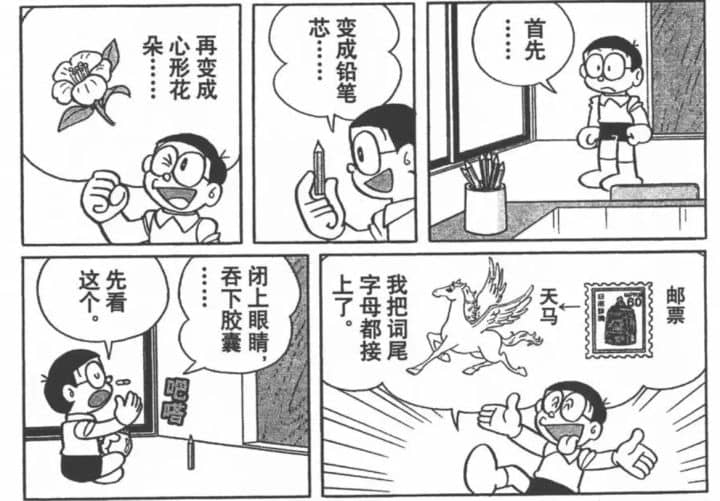 首先
……
变成铅笔
芯……
再变成
心形花
朵……
邮票
60
←
天马
我把词尾
字母都接
上了。
闭上眼睛，
吞下胶囊
……
先看
这个。
吧嗒